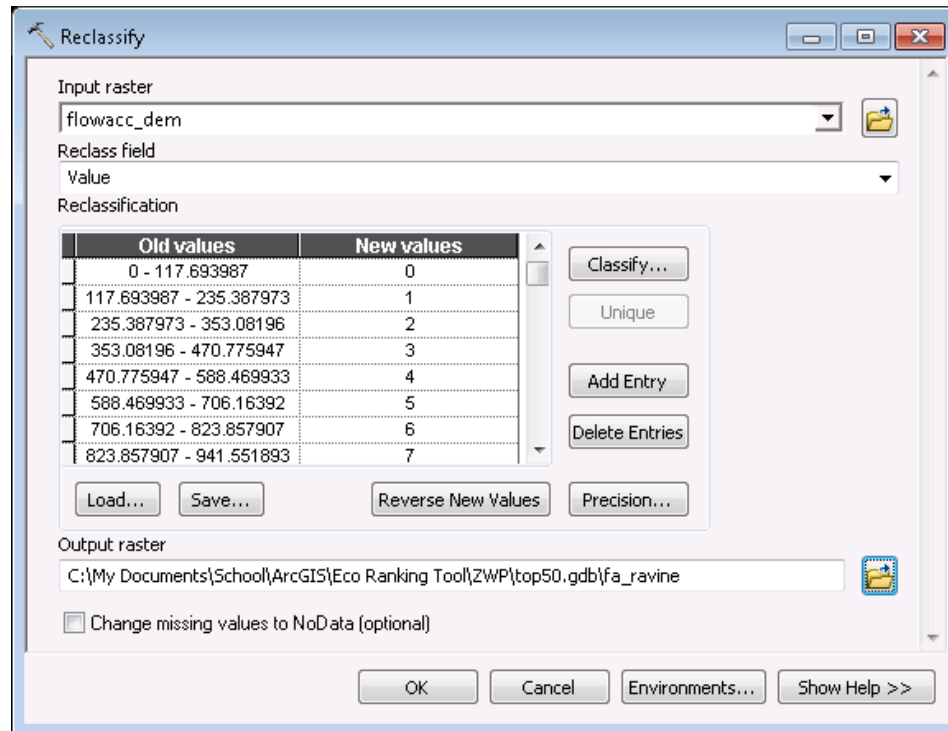 Reclassify
Input raster
flowacc_dem
Reclass field
Value
Reclassification
Old values New values
0 - 117.693987 0
117.693987 - 235.387973 1
235.387973 - 353.08196 2
353.08196 - 470.775947 3
470.775947 - 588.469933 4
588.469933 - 706.16392 5
706.16392 - 823.857907 6
823.857907 - 941.551893 7
Classify...
Unique
Add Entry
Delete Entries
Load... Save... Reverse New Values Precision...
Output raster
C:\My Documents\School\ArcGIS\Eco Ranking Tool\ZWP\top50.gdb\fa_ravine
Change missing values to NoData (optional)
OK Cancel Environments... Show Help >>